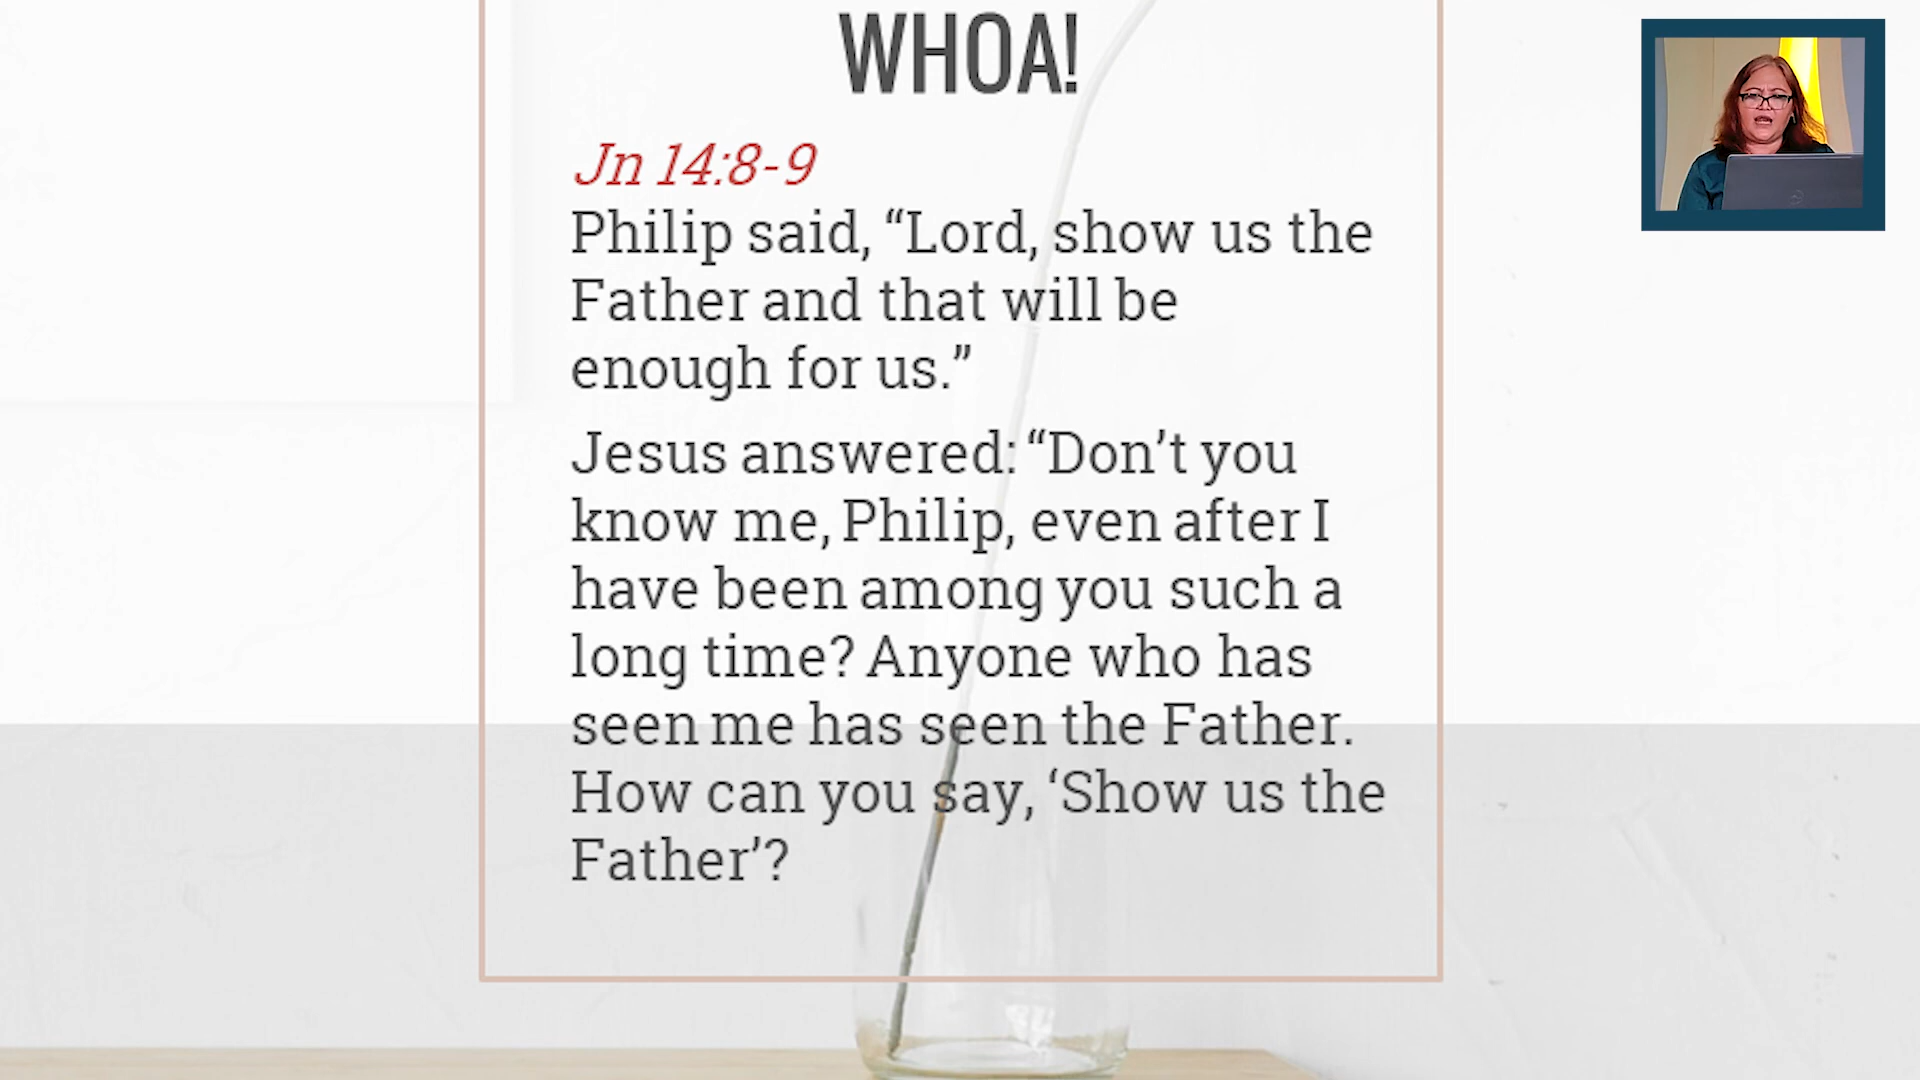 WHOA!
Jn 14:8-9
Philip said, “Lord, show us the
Father and that will be
enough for us.”
Jesus answered: “Don’t you
know me, Philip, even after I
have been among you such a
long time? Anyone who has
seen me has seen the Father.
How can you say, ‘Show us the
Father’?